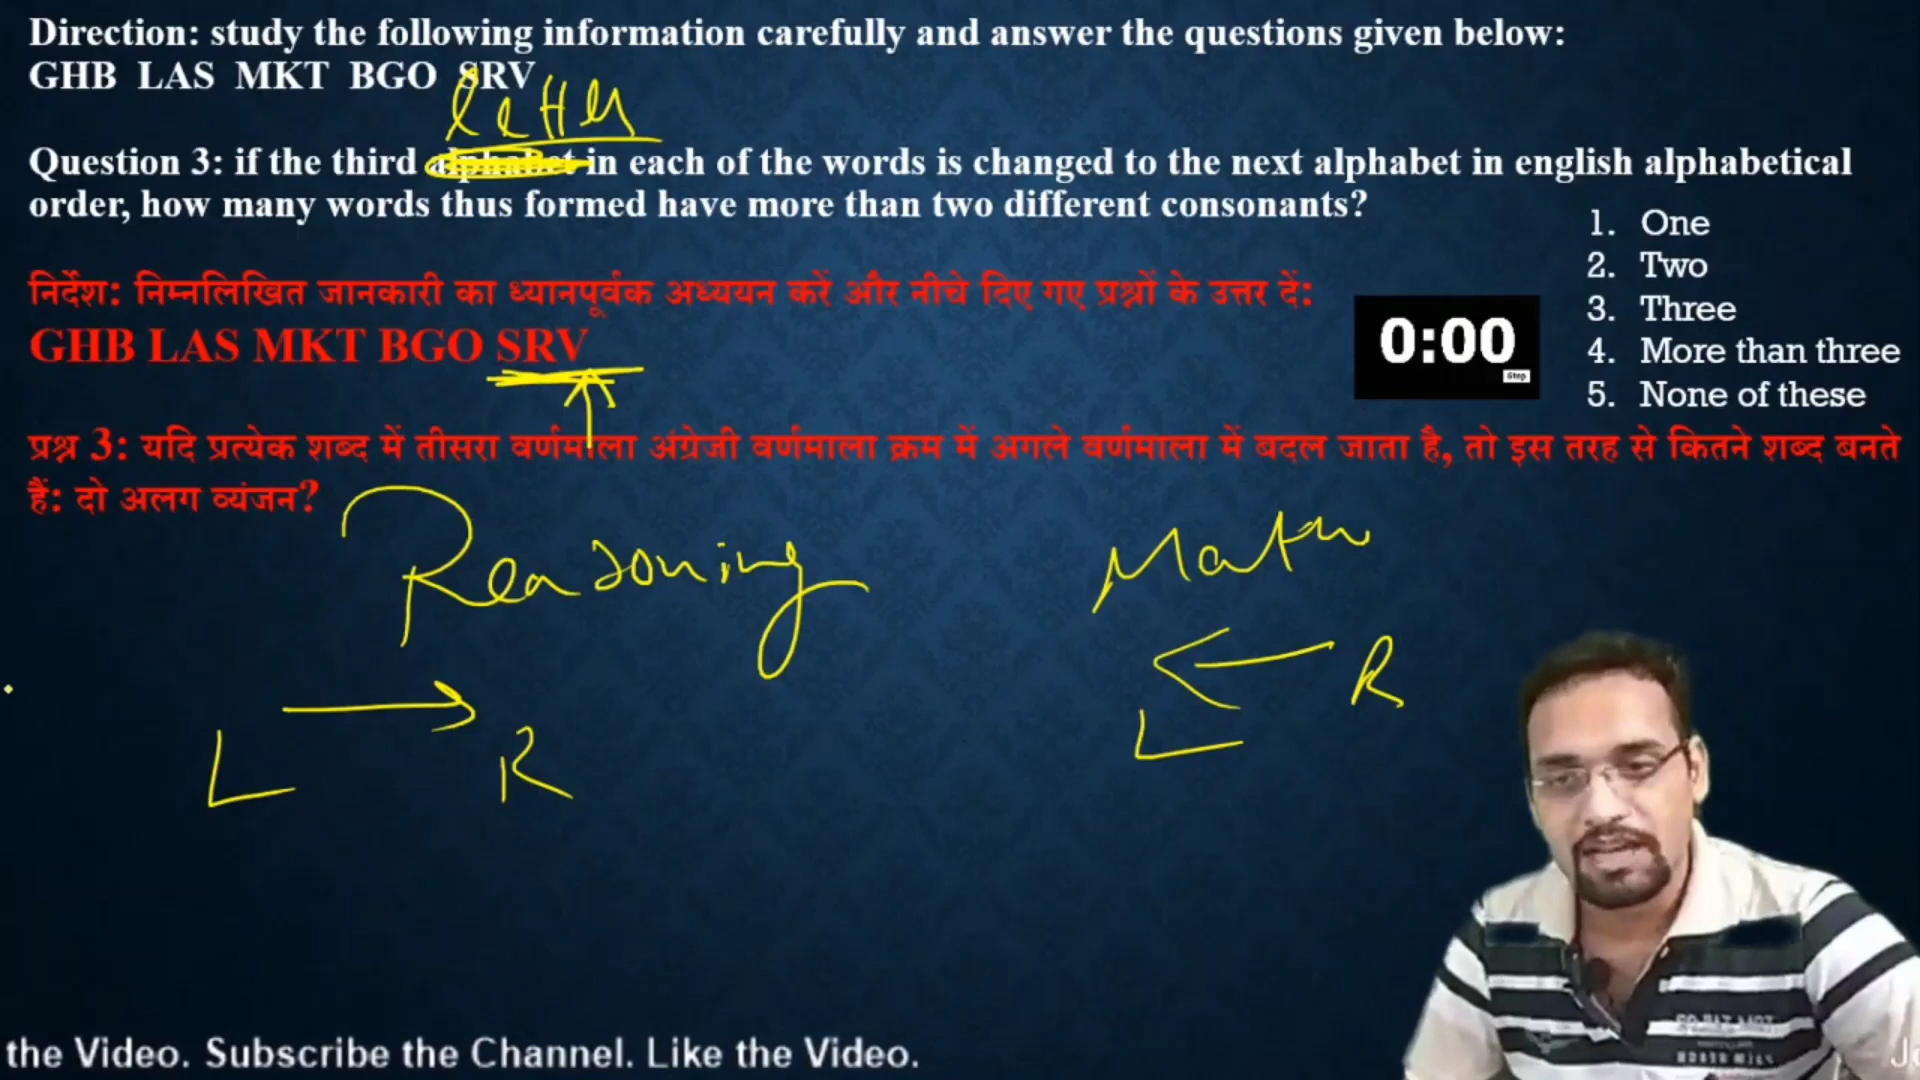 Direction: study the following information carefully and answer the questions given below:
GHB LAS MKT BGO SRV
letter
Question 3: if the third alphabet in each of the words is changed to the next alphabet in english alphabetical
order, how many words thus formed have more than two different consonants?
1. One
2. Two
3. Three
4. More than three
5. None of these
निर्देश: निम्नलिखित जानकारी का ध्यानपूर्वक अध्ययन करें और नीचे दिए गए प्रश्नों के उत्तर दें:
GHB LAS MKT BGO SRV
0:00
Stop
प्रश्न 3: यदि प्रत्येक शब्द में तीसरा वर्णमाला अंग्रेजी वर्णमाला क्रम में अगले वर्णमाला में बदल जाता है, तो इस तरह से कितने शब्द बनते
हैं: दो अलग व्यंजन?
Reasoning
L R
R
L
the Video. Subscribe the Channel. Like the Video.